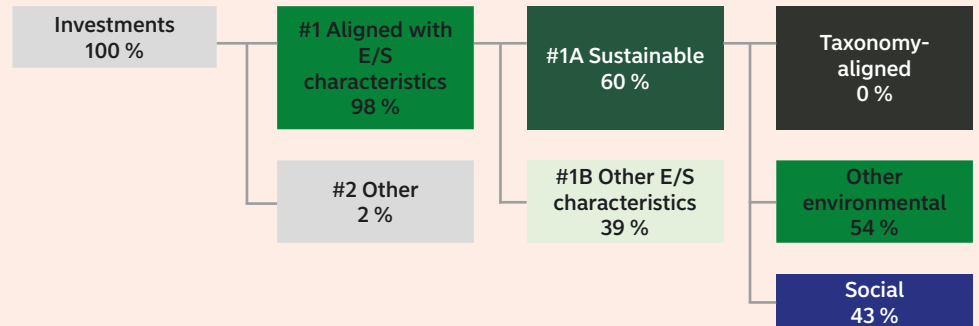 Investments
100 %
#1 Aligned with
E/S
characteristics
98 %
#1A Sustainable
60 %
Taxonomy-
aligned
0 %
#2 Other
2 %
#1B Other E/S
characteristics
39 %
Other
environmental
54 %
Social
43 %